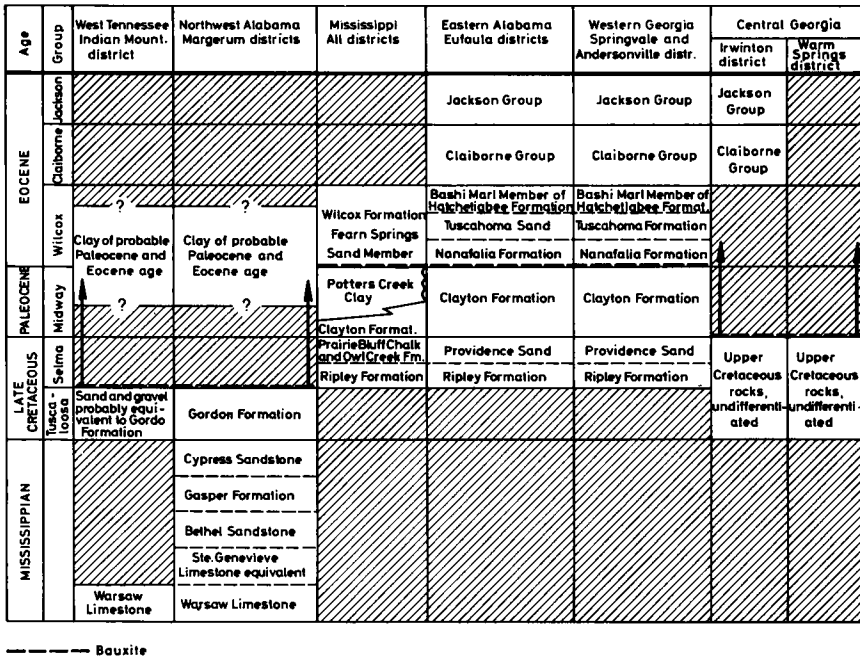 Age
Group
West Tennessee
Indian Mount.
district
Northwest Alabama
Margerum districts
Mississippi
All districts
Eastern Alabama
Eufaula districts
Western Georgia
Springvale and
Andersonville distr.
Central Georgia
Irwinton
district
Warm
Springs
district
EOCENE
Jackson
Jackson Group
Jackson Group
Jackson
Group
Claiborne
Claiborne Group
Claiborne Group
Claiborne
Group
Wilcox
?
?
Clay of probable
Paleocene and
Eocene age
Clay of probable
Paleocene and
Eocene age
Wilcox Formation
Fearn Springs
Sand Member
Bashi Marl Member of
Hatchetigbee Formation
Tuscahoma Sand
Nanafalia Formation
Bashi Marl Member of
Hatchetigbee Format.
Tuscahoma Formation
Nanafalia Formation
PALEOCENE
Midway
?
?
Potters Creek
Clay
Clayton Format.
Clayton Formation
Clayton Formation
LATE
CRETACEOUS
Selma
Prairie Bluff Chalk
and Owl Creek Fm.
Ripley Formation
Providence Sand
Ripley Formation
Providence Sand
Ripley Formation
Upper
Cretaceous
rocks,
undifferenti-
ated
Upper
Cretaceous
rocks,
undifferenti-
ated
Tusca-
loosa
Sand and gravel
probably equi-
valent to Gordo
Formation
Gordon Formation
MISSISSIPPIAN
Cypress Sandstone
Gasper Formation
Bethel Sandstone
Ste. Genevieve
Limestone equivalent
Warsaw
Limestone
Warsaw Limestone
Bauxite